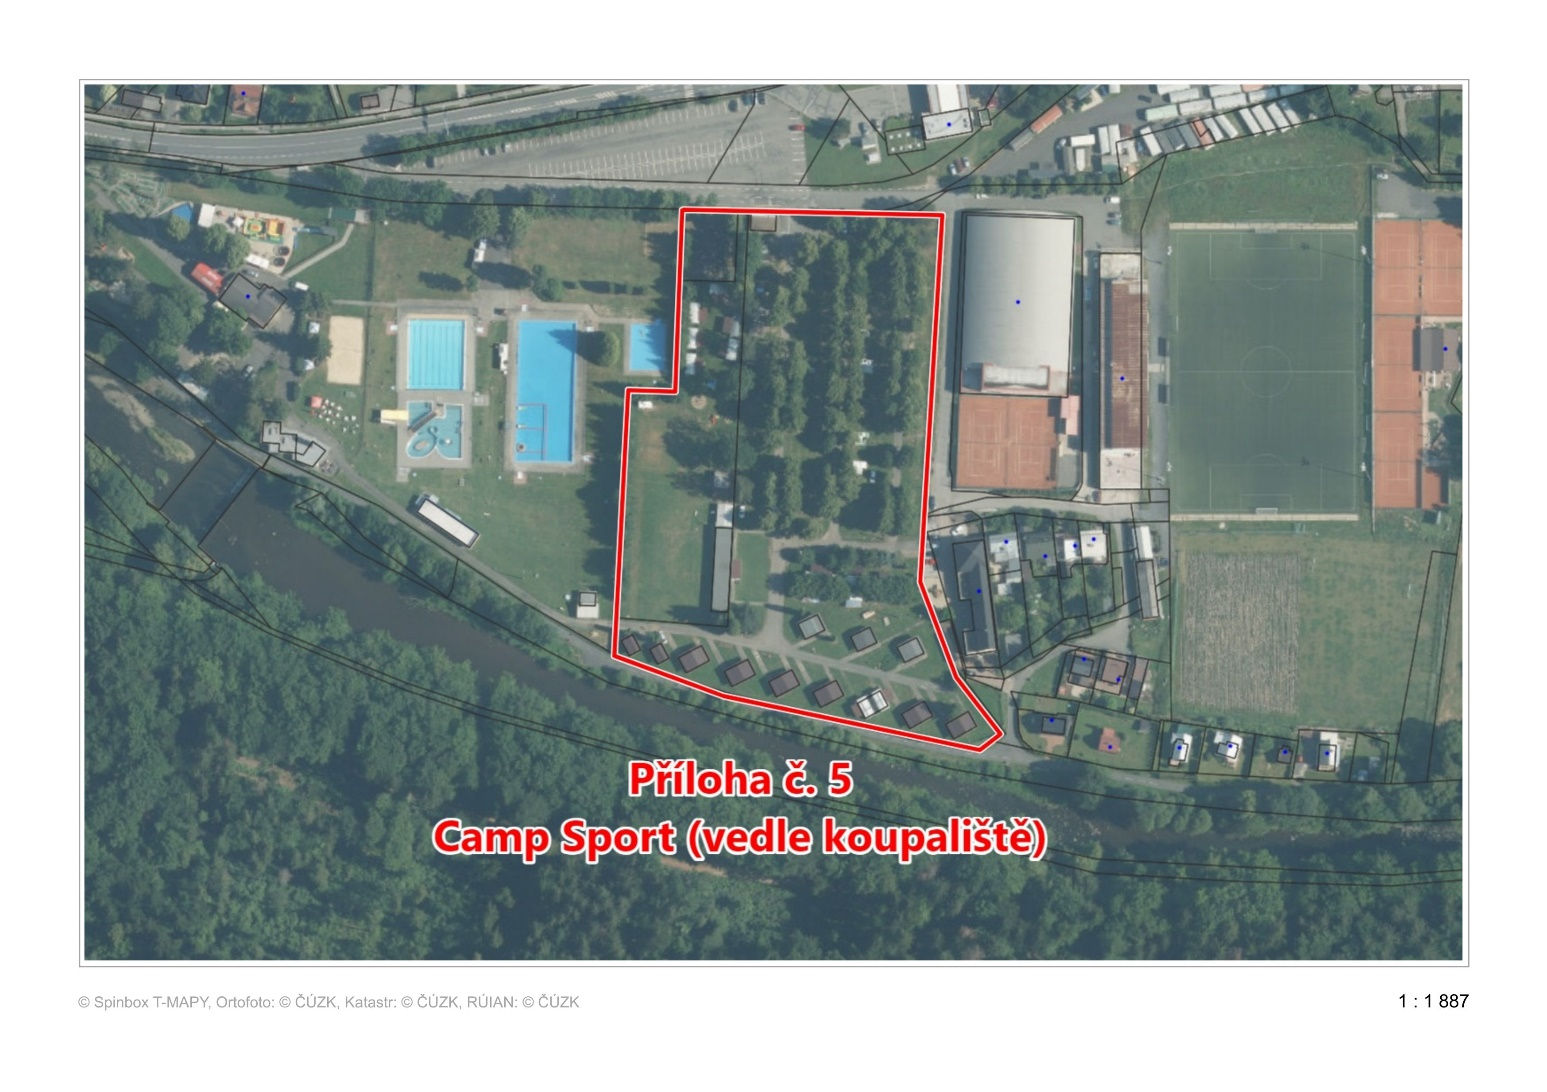 Příloha č. 5
Camp Sport (vedle koupaliště)
© Spinbox T-MAPY, Ortofoto: © ČÚZK, Katastr: © ČÚZK, RÚIAN: © ČÚZK
1 : 1 887